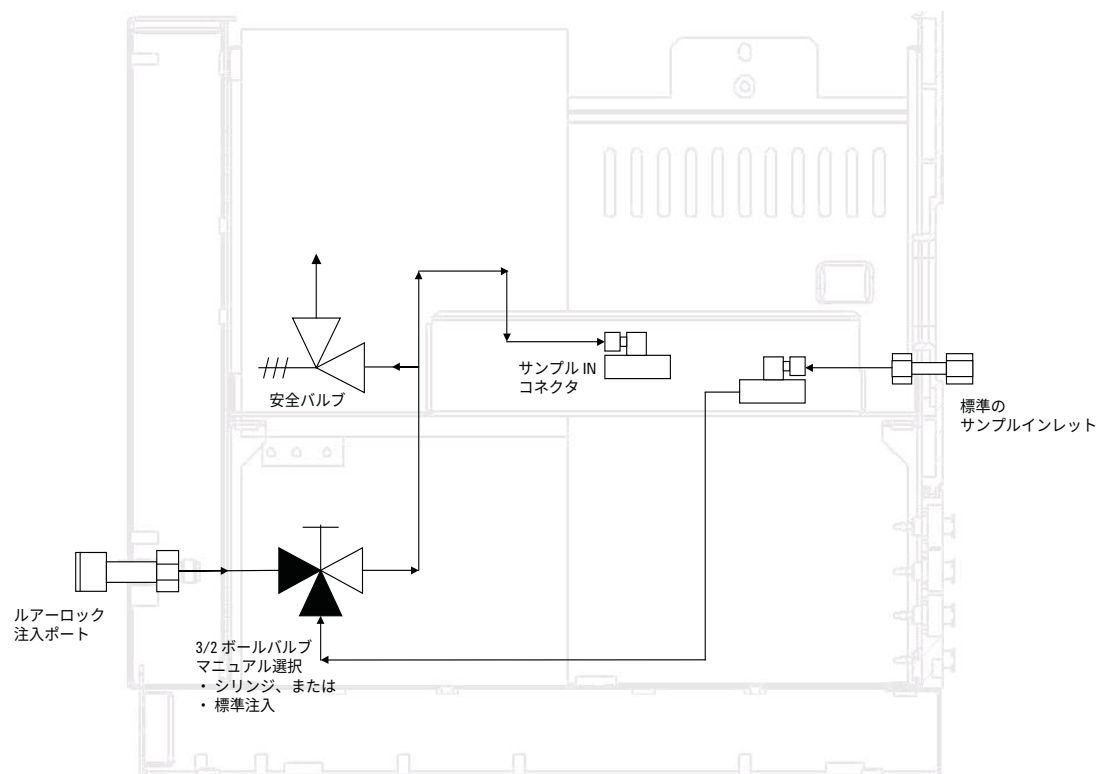 サンプル IN
コネクタ
安全バルブ
標準の
サンプルインレット
ルアーロック
注入ポート
3/2 ボールバルブ
マニュアル選択
・ シリンジ、または
・ 標準注入